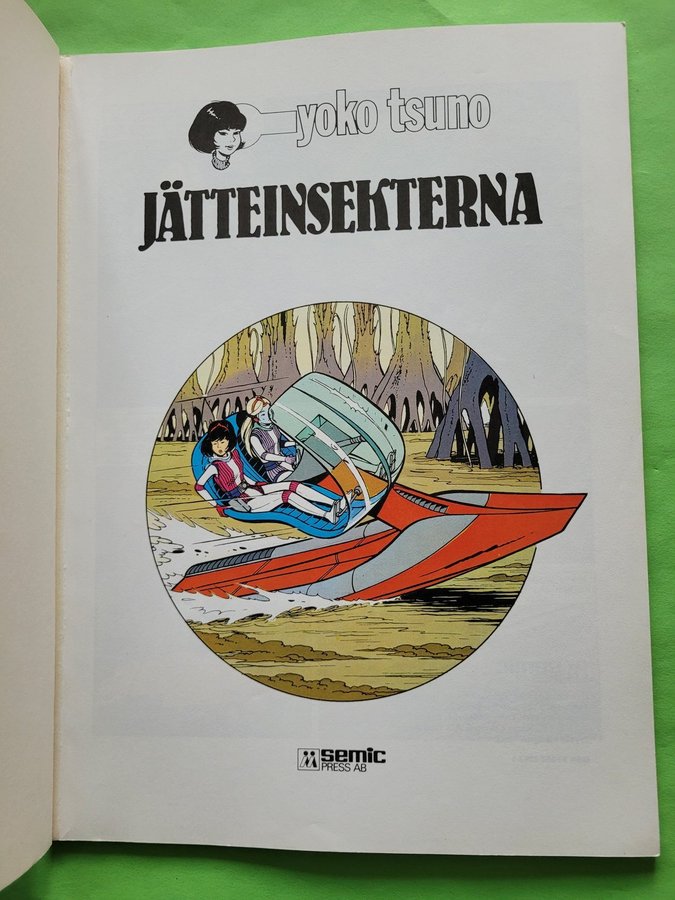 yoko tsuno
JÄTTEINSEKTERNA
semic
PRESS AB